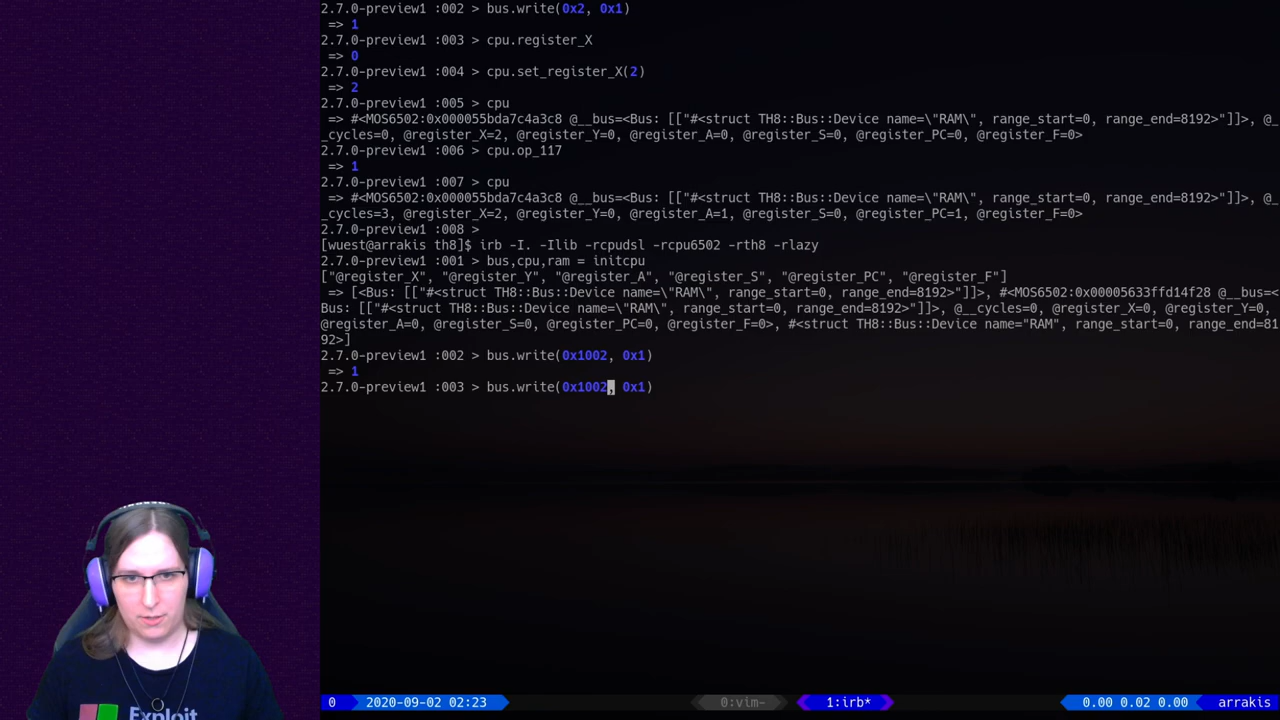 2.7.0-preview1 :002 > bus.write(0x2, 0x1)
 => 1
2.7.0-preview1 :003 > cpu.register_X
 => 0
2.7.0-preview1 :004 > cpu.set_register_X(2)
 => 2
2.7.0-preview1 :005 > cpu
 => #<MOS6502:0x000055bda7c4a3c8 @__bus=<Bus: [["#<struct TH8::Bus::Device name=\"RAM\", range_start=0, range_end=8192>"]]>, @_
_cycles=0, @register_X=2, @register_Y=0, @register_A=0, @register_S=0, @register_PC=0, @register_F=0>
2.7.0-preview1 :006 > cpu.op_117
 => 1
2.7.0-preview1 :007 > cpu
 => #<MOS6502:0x000055bda7c4a3c8 @__bus=<Bus: [["#<struct TH8::Bus::Device name=\"RAM\", range_start=0, range_end=8192>"]]>, @_
_cycles=3, @register_X=2, @register_Y=0, @register_A=1, @register_S=0, @register_PC=1, @register_F=0>
2.7.0-preview1 :008 >
[wuest@arrakis th8]$ irb -I. -Ilib -rcpudsl -rcpu6502 -rth8 -rlazy
2.7.0-preview1 :001 > bus,cpu,ram = initcpu
["@register_X", "@register_Y", "@register_A", "@register_S", "@register_PC", "@register_F"]
 => [<Bus: [["#<struct TH8::Bus::Device name=\"RAM\", range_start=0, range_end=8192>"]]>, #<MOS6502:0x00005633ffd14f28 @__bus=<
Bus: [["#<struct TH8::Bus::Device name=\"RAM\", range_start=0, range_end=8192>"]]>, @__cycles=0, @register_X=0, @register_Y=0,
@register_A=0, @register_S=0, @register_PC=0, @register_F=0>, #<struct TH8::Bus::Device name="RAM", range_start=0, range_end=81
92>]
2.7.0-preview1 :002 > bus.write(0x1002, 0x1)
 => 1
2.7.0-preview1 :003 > bus.write(0x1002, 0x1)
Exploit
0 2020-09-02 02:23 0:vim- 1:irb* 0.00 0.02 0.00 arrakis